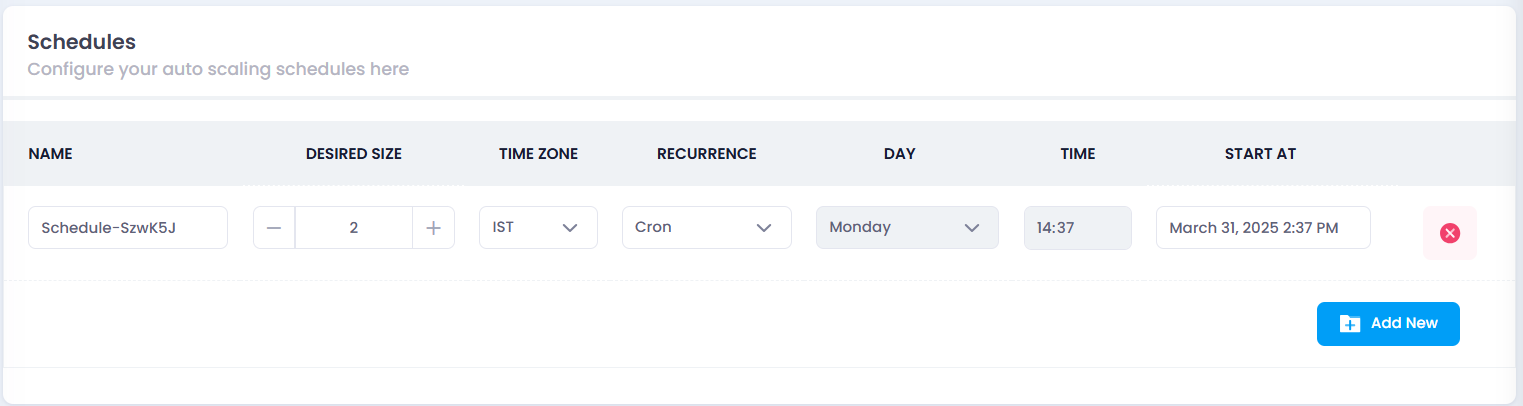 Schedules
Configure your auto scaling schedules here
NAME DESIRED SIZE TIME ZONE RECURRENCE DAY TIME START AT
Schedule-SzwK5J 2 IST Cron Monday 14:37 March 31, 2025 2:37 PM
Add New